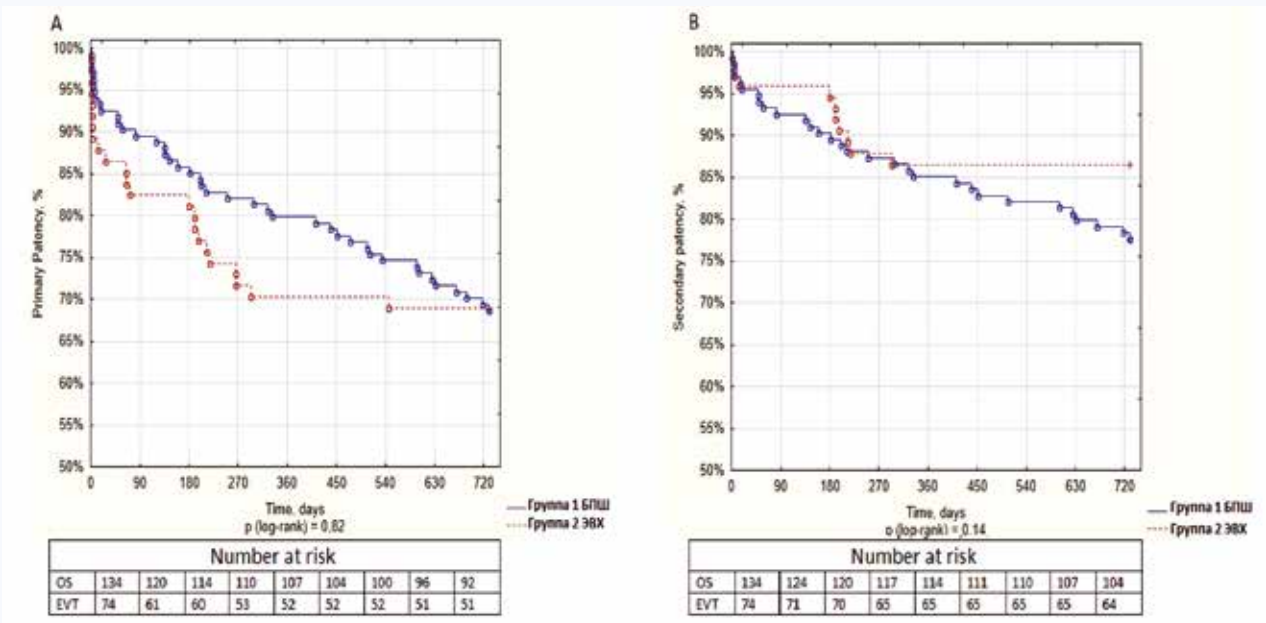 A
Primary Patency, %
100%
95%
90%
85%
80%
75%
70%
65%
60%
55%
50%
0 90 180 270 360 450 540 630 720
Time, days
p (log-rank) = 0,82
Группа 1 БПШ
Группа 2 ЭВХ
Number at risk
OS 134 120 114 110 107 104 100 96 92
EVT 74 61 60 53 52 52 52 51 51
B
Secondary patency, %
100%
95%
90%
85%
80%
75%
70%
65%
60%
55%
50%
0 90 180 270 360 450 540 630 720
Time, days
p (log-rank) = 0,14
Группа 1 БПШ
Группа 2 ЭВХ
Number at risk
OS 134 124 120 117 114 111 110 107 104
EVT 74 71 70 65 65 65 65 65 64